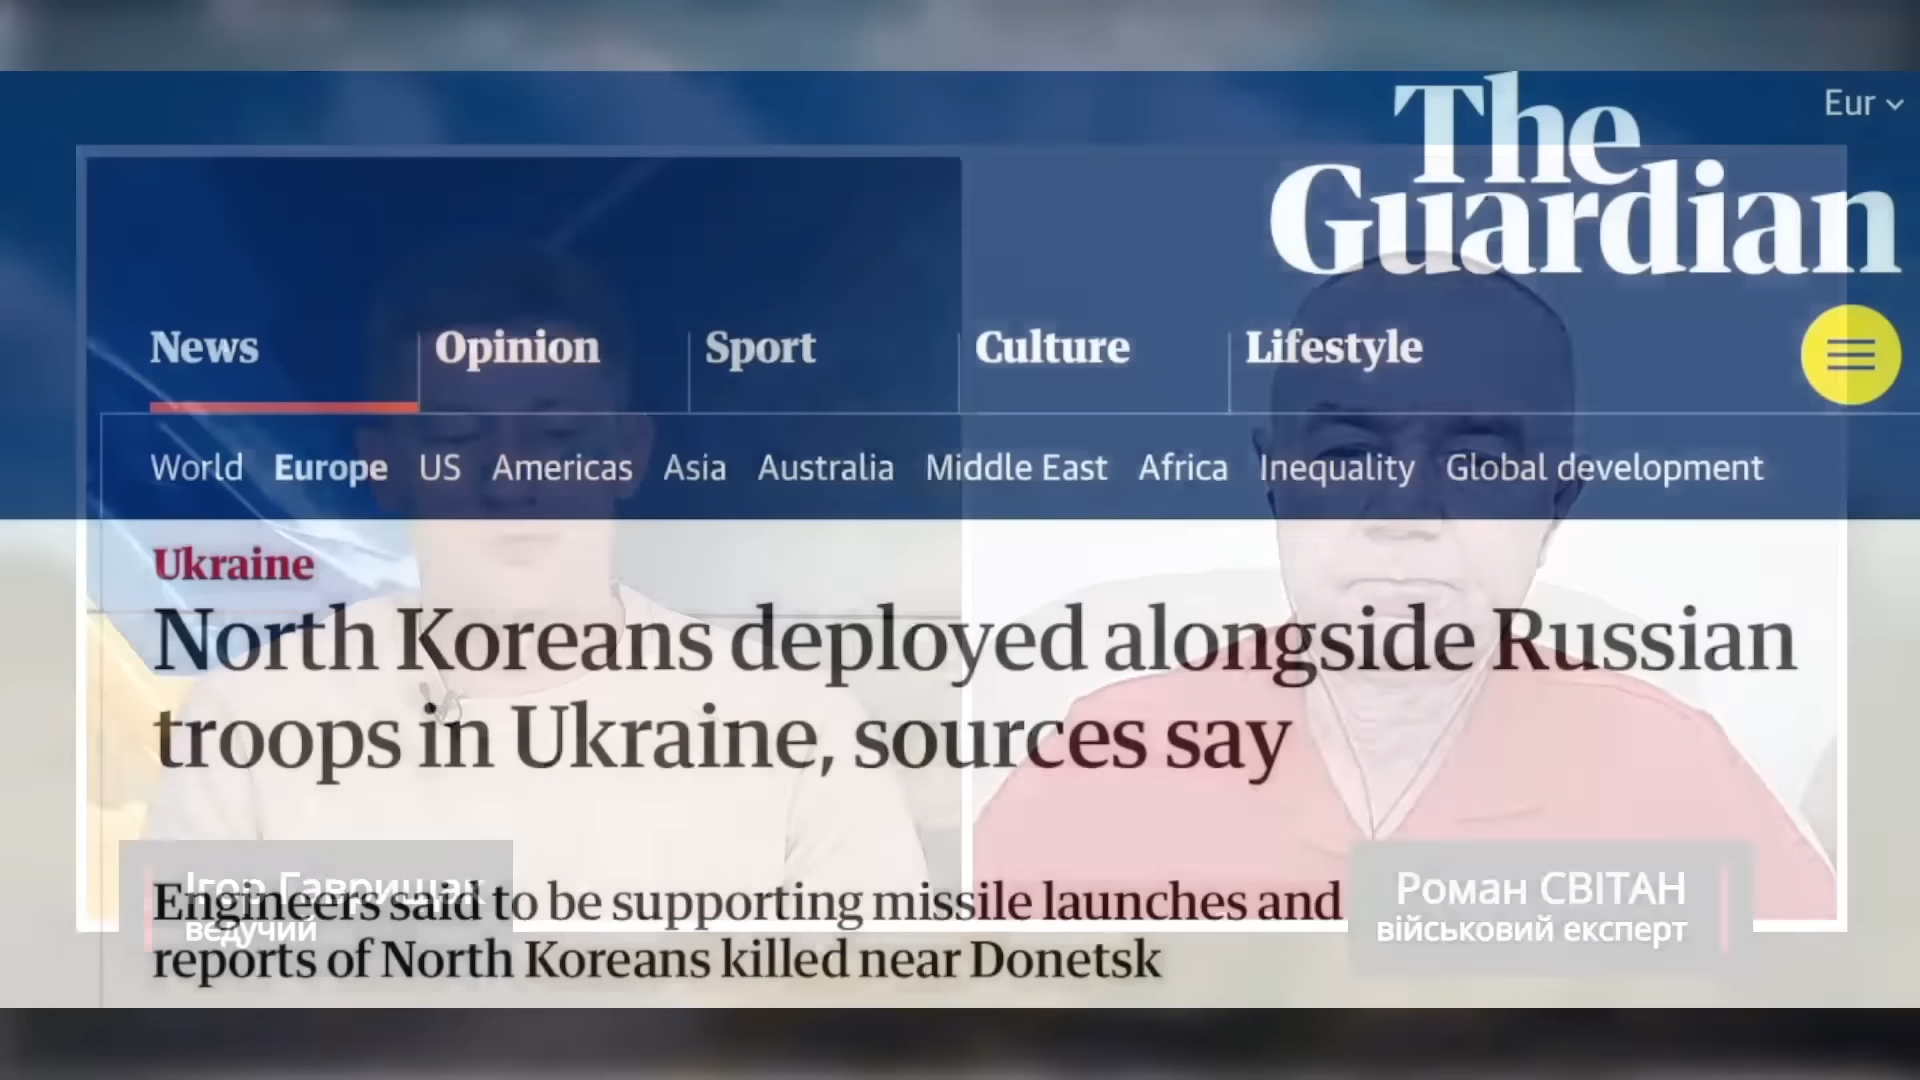 The
Guardian
Eur
News Opinion Sport Culture Lifestyle
World Europe US Americas Asia Australia Middle East Africa Inequality Global development
Ukraine
North Koreans deployed alongside Russian
troops in Ukraine, sources say
Engineers said to be supporting missile launches and
reports of North Koreans killed near Donetsk
Ігор Гаврищак
ведучий
Роман СВІТАН
військовий експерт